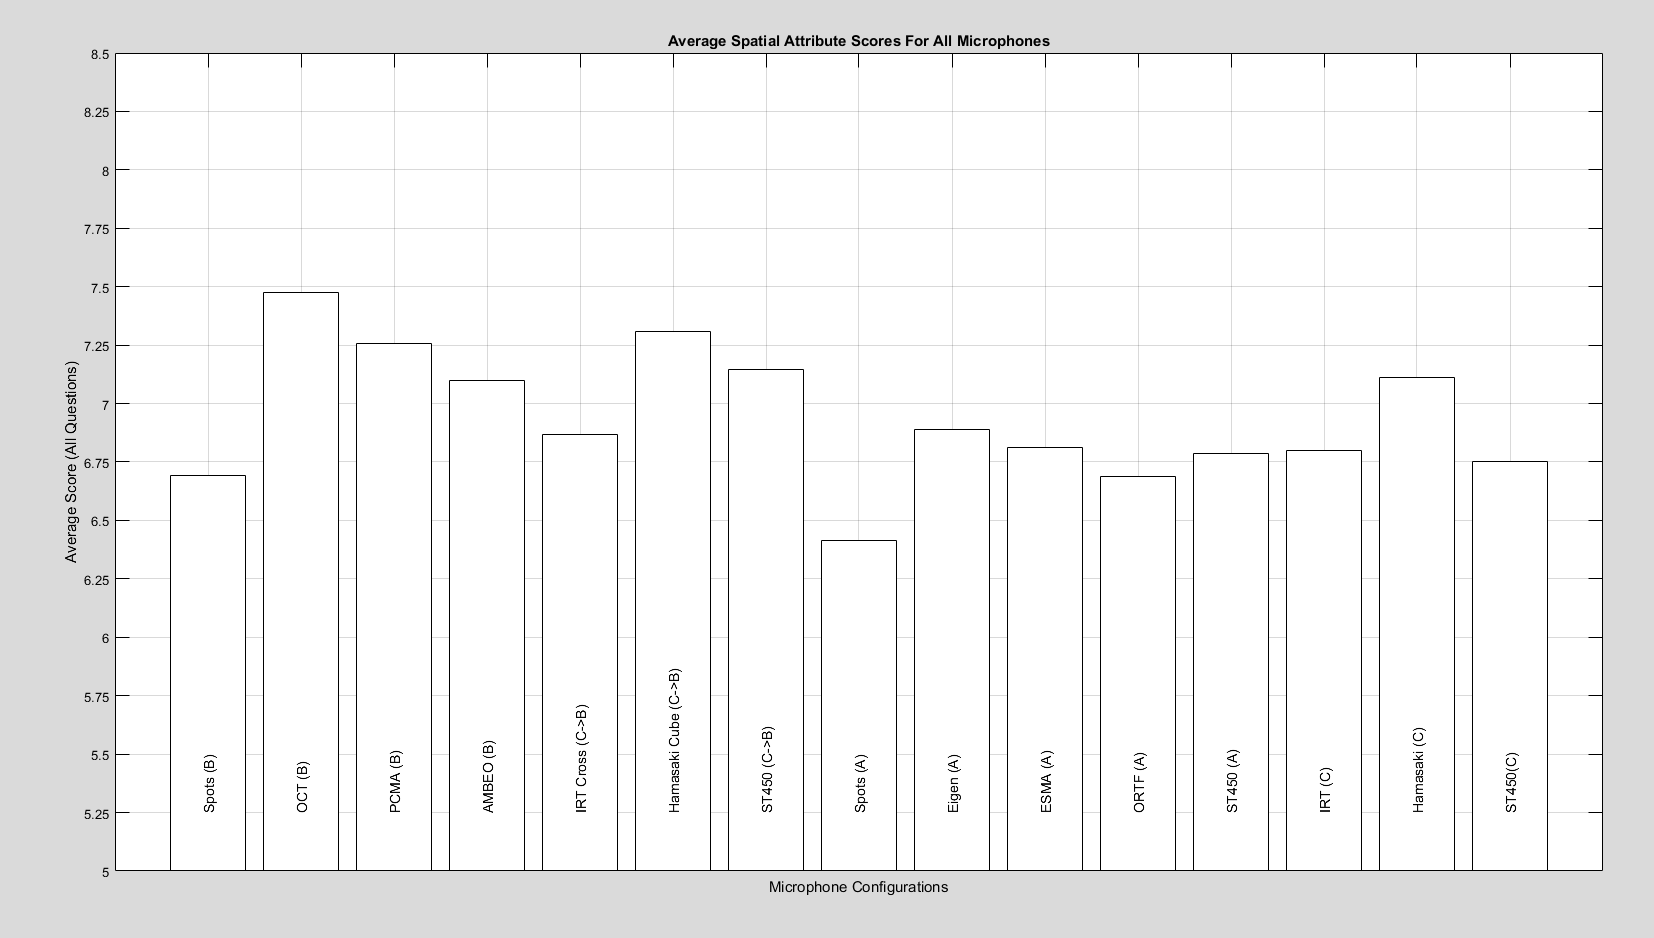 Average Spatial Attribute Scores For All Microphones
8.5
8.25
8
7.75
7.5
7.25
7
6.75
6.5
6.25
6
5.75
5.5
5.25
5
Average Score (All Questions)
Spots (B)
OCT (B)
PCMA (B)
AMBEO (B)
IRT Cross (C->B)
Hamasaki Cube (C->B)
ST450 (C->B)
Spots (A)
Eigen (A)
ESMA (A)
ORTF (A)
ST450 (A)
IRT (C)
Hamasaki (C)
ST450(C)
Microphone Configurations